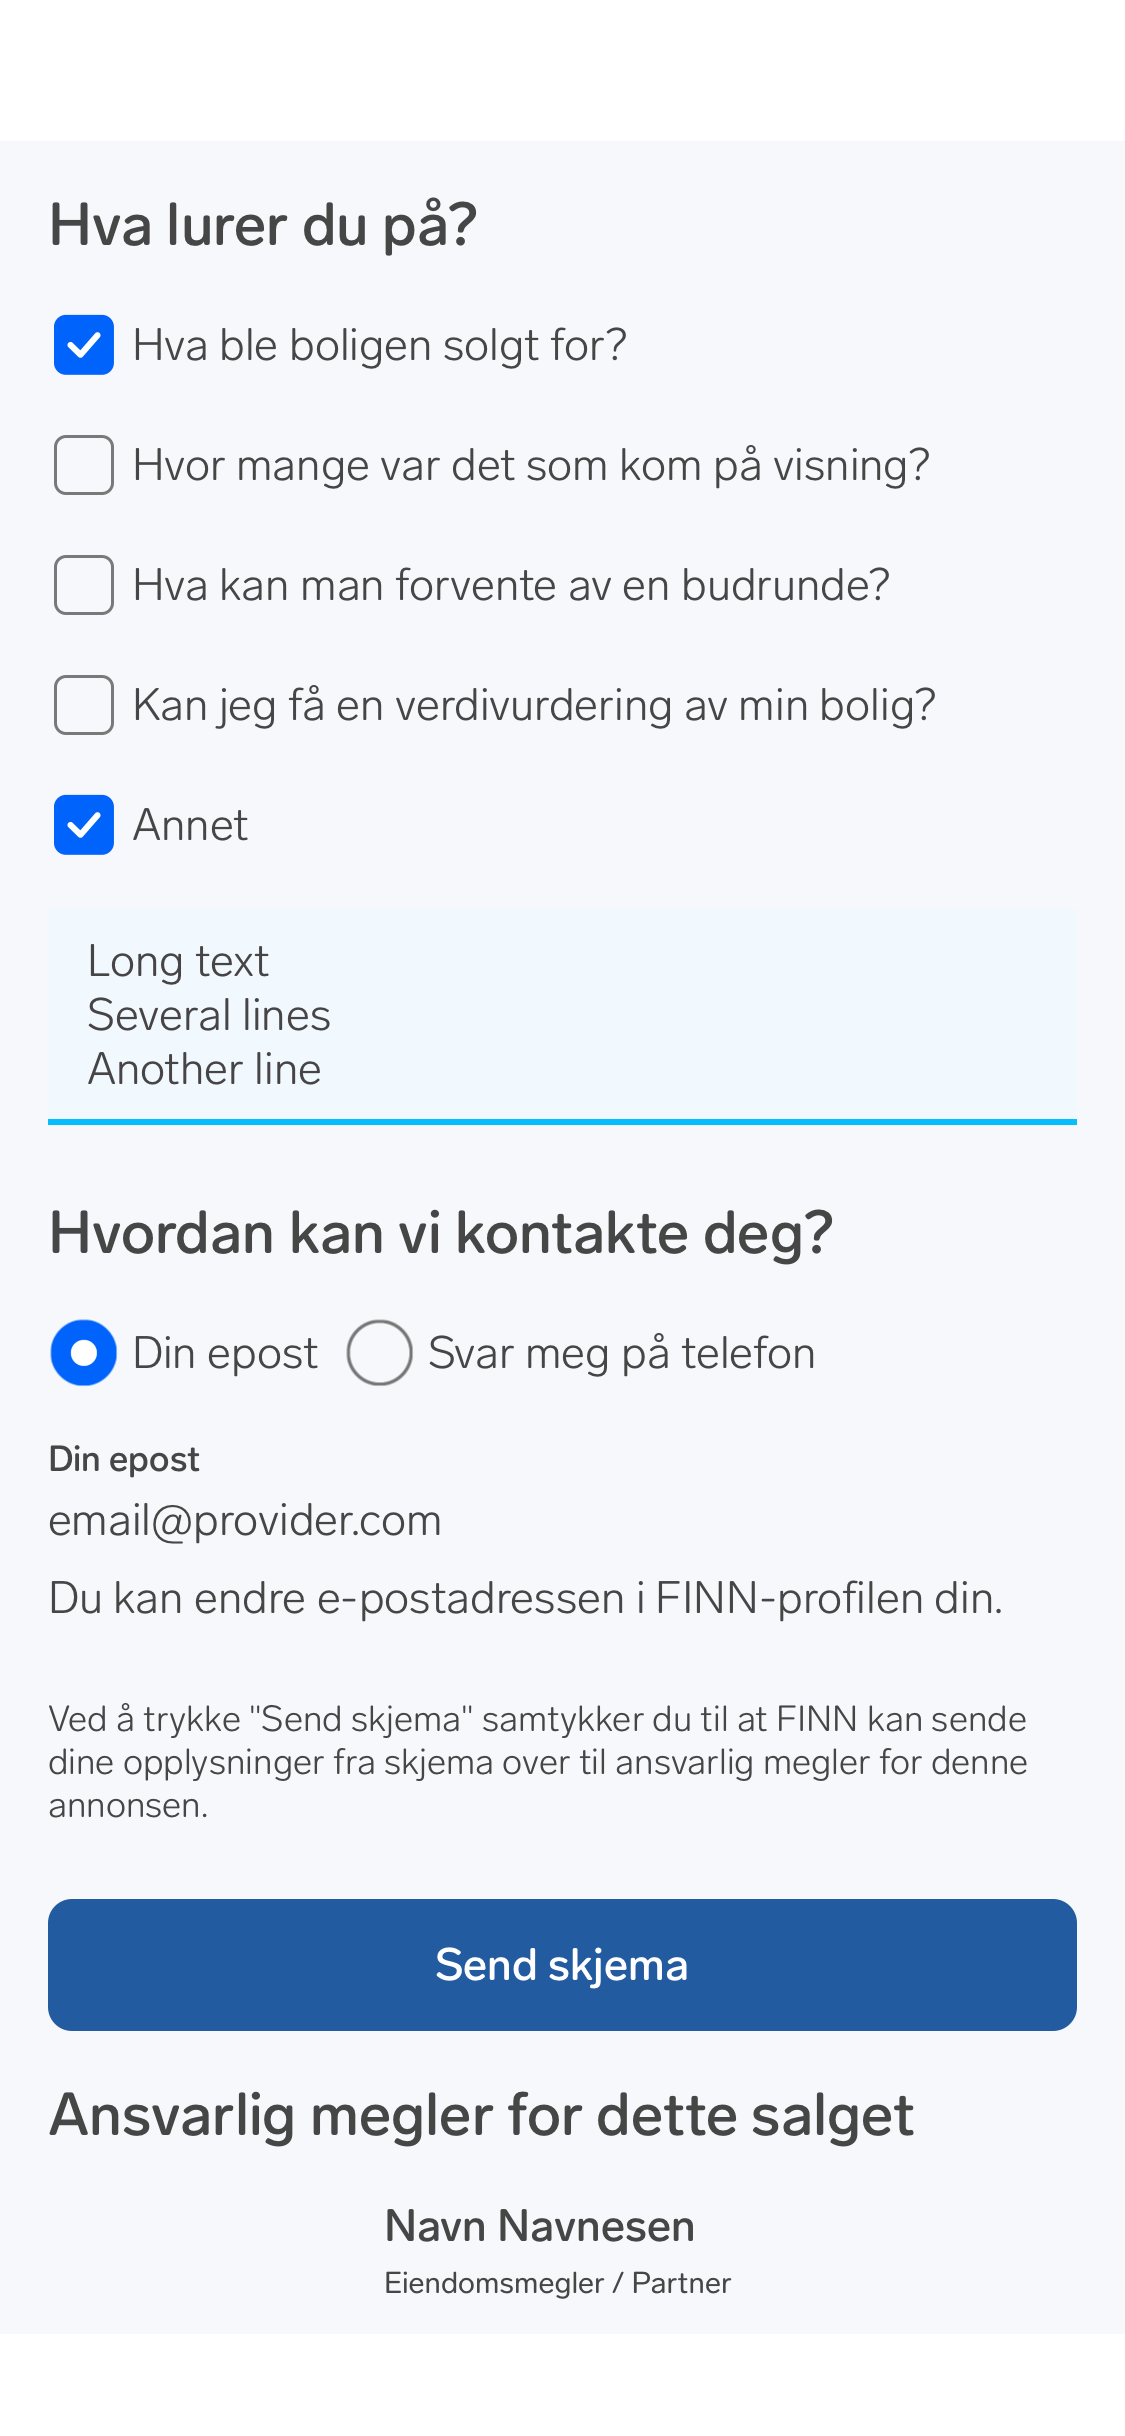 Hva lurer du på?
Hva ble boligen solgt for?
Hvor mange var det som kom på visning?
Hva kan man forvente av en budrunde?
Kan jeg få en verdivurdering av min bolig?
Annet
Long text
Several lines
Another line
Hvordan kan vi kontakte deg?
Din epost Svar meg på telefon
Din epost
email@provider.com
Du kan endre e-postadressen i FINN-profilen din.
Ved å trykke "Send skjema" samtykker du til at FINN kan sende
dine opplysninger fra skjema over til ansvarlig megler for denne
annonsen.
Send skjema
Ansvarlig megler for dette salget
Navn Navnesen
Eiendomsmegler / Partner